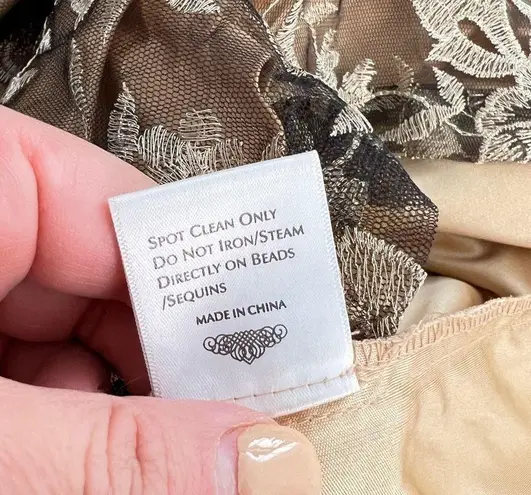 SPOT CLEAN ONLY
DO NOT IRON/STEAM
DIRECTLY ON BEADS
/SEQUINS
MADE IN CHINA